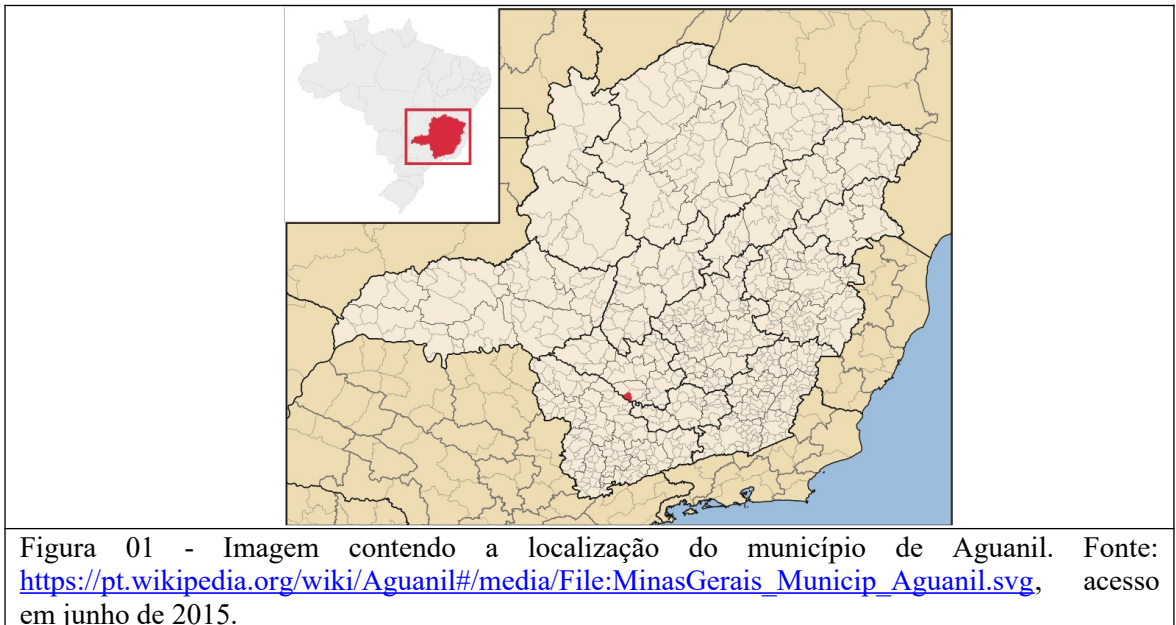 Figura 01 - Imagem contendo a localização do município de Aguanil. Fonte:
https://pt.wikipedia.org/wiki/Aguanil#/media/File:MinasGerais_Municip_Aguanil.svg, acesso
em junho de 2015.